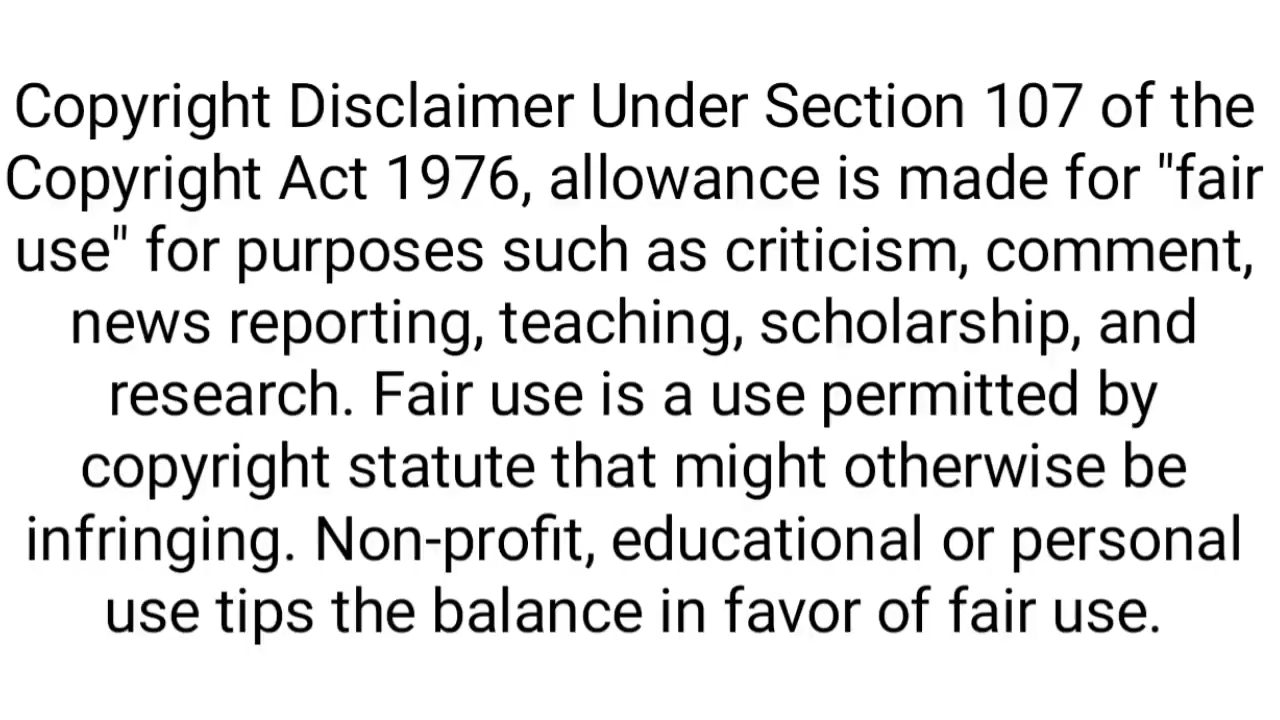 Copyright Disclaimer Under Section 107 of the
Copyright Act 1976, allowance is made for "fair
use" for purposes such as criticism, comment,
news reporting, teaching, scholarship, and
research. Fair use is a use permitted by
copyright statute that might otherwise be
infringing. Non-profit, educational or personal
use tips the balance in favor of fair use.